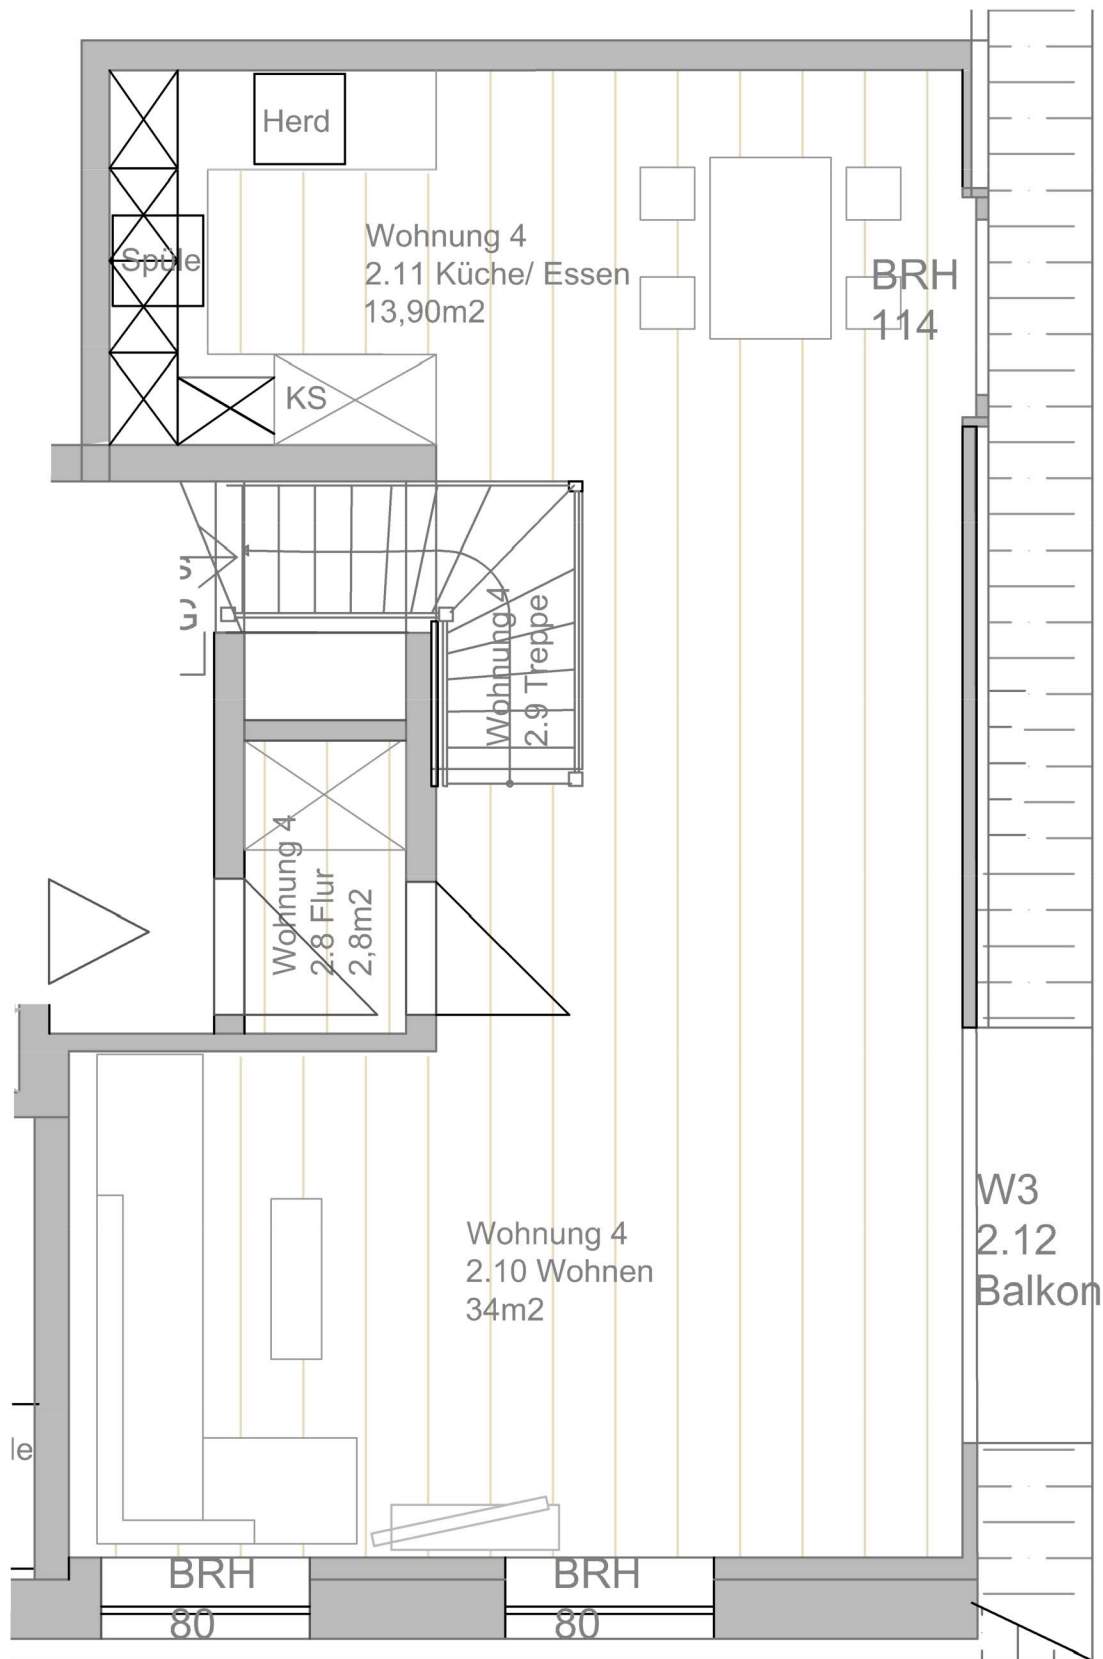 Herd
Spüle
Wohnung 4
2.11 Küche/ Essen
13,90m2
BRH
114
KS
Wohnung 4
2.9 Treppe
Wohnung 4
2.8 Flur
2,8m2
Wohnung 4
2.10 Wohnen
34m2
W3
2.12
Balkon
le
BRH
80
BRH
80